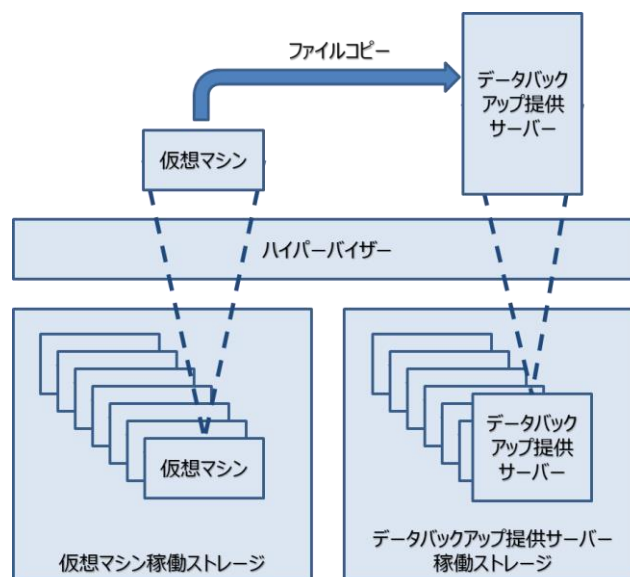 ファイルコピー
データバック
アップ提供
サーバー
仮想マシン
ハイパーバイザー
仮想マシン
データバック
アップ提供
サーバー
仮想マシン稼働ストレージ
データバックアップ提供サーバー
稼働ストレージ